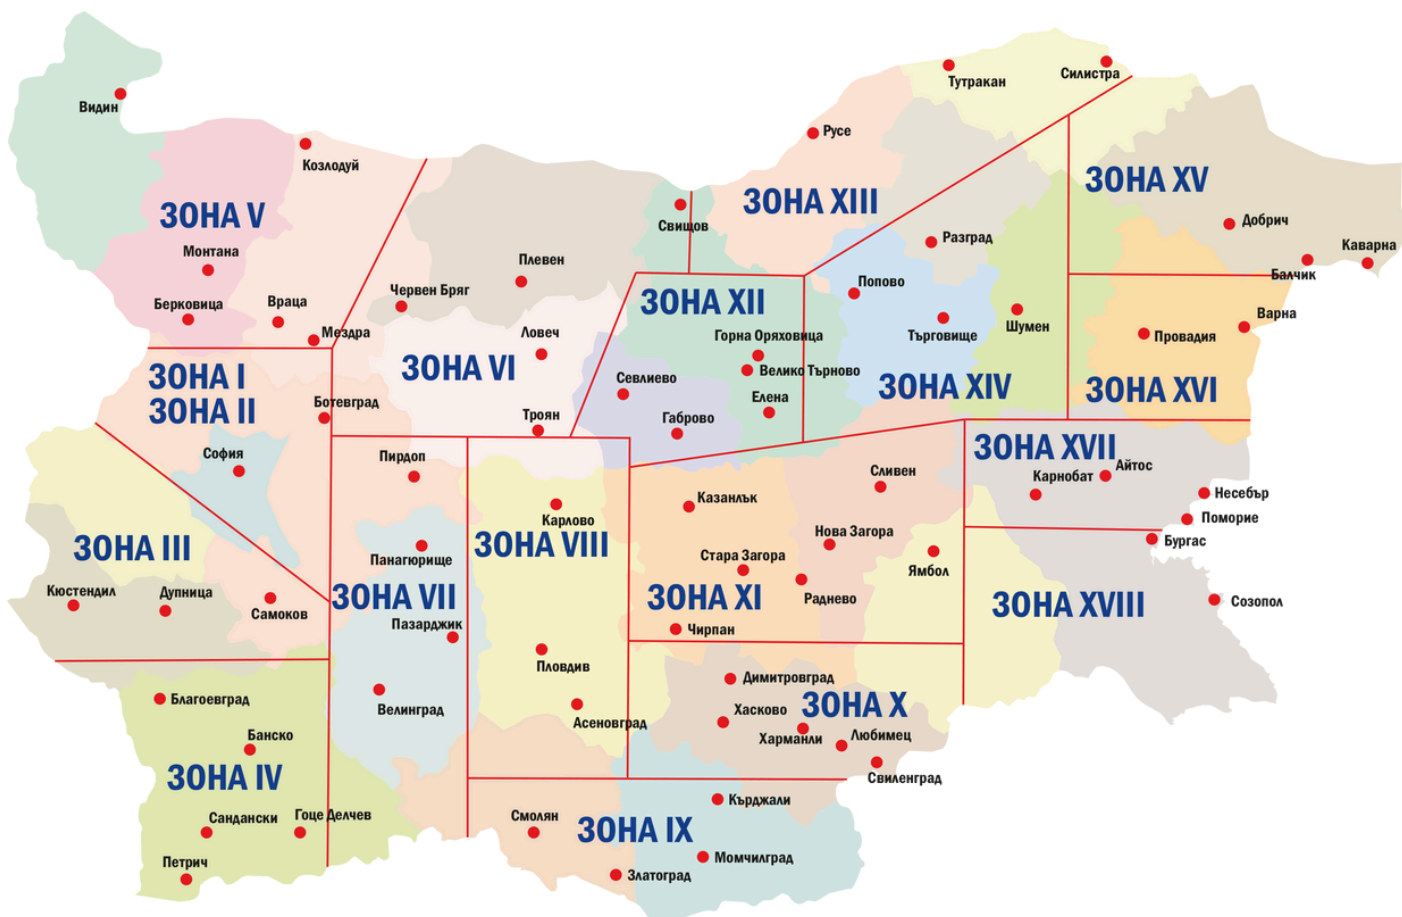 Видин
Козлодуй
ЗОНА V
Монтана
Берковица
Враца
Мездра
Тутракан
Силистра
Русе
ЗОНА XIII
Свищов
Разград
ЗОНА XV
Добрич
Балчик
Каварна
Плевен
Червен Бряг
Ловеч
ЗОНА VI
Троян
ЗОНА XII
Горна Оряховица
Велико Търново
Севлиево
Елена
Габрово
Попово
Търговище
Шумен
ЗОНА XIV
Варна
Провадия
ЗОНА XVI
ЗОНА I
ЗОНА II
Ботевград
София
ЗОНА III
Кюстендил
Дупница
Самоков
Пирдоп
Панагюрище
ЗОНА VII
Пазарджик
Велинград
Карлово
ЗОНА VIII
Пловдив
Асеновград
Казанлък
Сливен
Нова Загора
Стара Загора
Ямбол
ЗОНА XI
Раднево
Чирпан
ЗОНА XVII
Айтос
Карнобат
Несебър
Поморие
Бургас
ЗОНА XVIII
Созопол
Благоевград
Банско
ЗОНА IV
Сандански
Гоце Делчев
Петрич
Димитровград
Хасково
ЗОНА X
Харманли
Любимец
Свиленград
Кърджали
Смолян
ЗОНА IX
Момчилград
Златоград